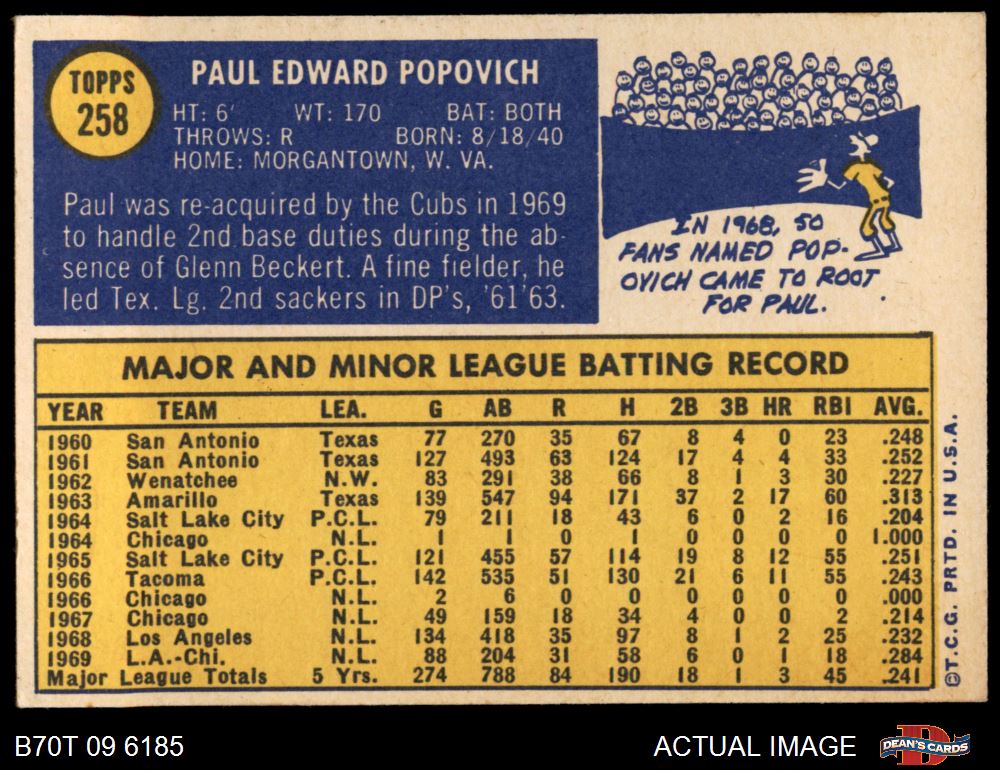 TOPPS
258
PAUL EDWARD POPOVICH
HT: 6' WT: 170 BAT: BOTH
THROWS: R BORN: 8/18/40
HOME: MORGANTOWN, W. VA.
Paul was re-acquired by the Cubs in 1969
to handle 2nd base duties during the ab-
sence of Glenn Beckert. A fine fielder, he
led Tex. Lg. 2nd sackers in DP's, '61'63.
IN 1968, 50
FANS NAMED POP-
OVICH CAME TO ROOT
FOR PAUL.
MAJOR AND MINOR LEAGUE BATTING RECORD
YEAR TEAM LEA. G AB R H 2B 3B HR RBI AVG.
1960 San Antonio Texas 77 270 35 67 8 4 0 23 .248
1961 San Antonio Texas 127 493 63 124 17 4 4 33 .252
1962 Wenatchee N.W. 83 291 38 66 8 1 3 30 .227
1963 Amarillo Texas 139 547 94 171 37 2 17 60 .313
1964 Salt Lake City P.C.L. 79 211 18 43 6 0 2 16 .204
1964 Chicago N.L. 1 1 0 1 0 0 0 0 1.000
1965 Salt Lake City P.C.L. 121 455 57 114 19 8 12 55 .251
1966 Tacoma P.C.L. 142 535 51 130 21 6 11 55 .243
1966 Chicago N.L. 2 6 0 0 0 0 0 0 .000
1967 Chicago N.L. 49 159 18 34 4 0 0 2 .214
1968 Los Angeles N.L. 134 418 35 97 8 1 2 25 .232
1969 L.A.-Chi. N.L. 88 204 31 58 6 0 1 18 .284
Major League Totals 5 Yrs. 274 788 84 190 18 1 3 45 .241
©T.C.G. PRTD. IN U.S.A.
B70T 09 6185
ACTUAL IMAGE
D
DEAN'S CARDS